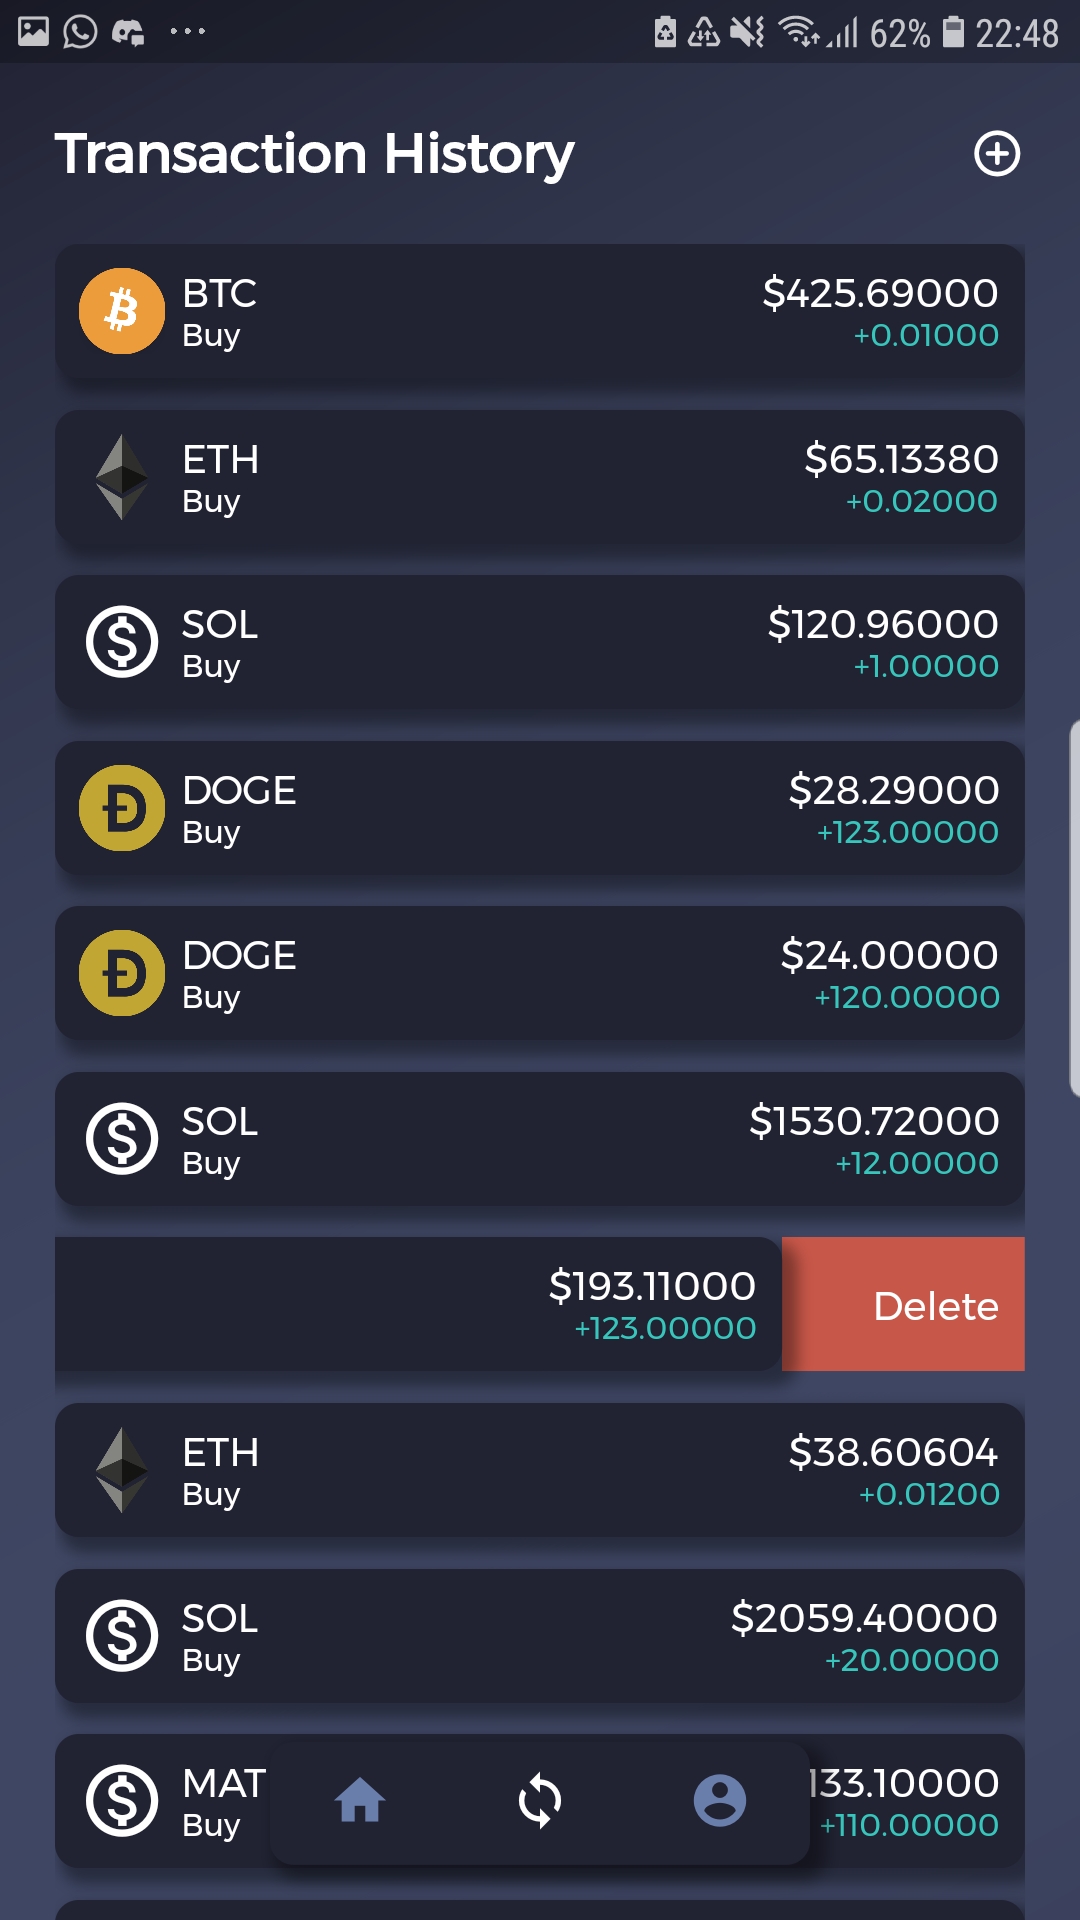 62% 22:48
Transaction History
BTC $425.69000
Buy +0.01000
ETH $65.13380
Buy +0.02000
SOL $120.96000
Buy +1.00000
DOGE $28.29000
Buy +123.00000
DOGE $24.00000
Buy +120.00000
SOL $1530.72000
Buy +12.00000
$193.11000
+123.00000
Delete
ETH $38.60604
Buy +0.01200
SOL $2059.40000
Buy +20.00000
MAT 133.10000
Buy +110.00000